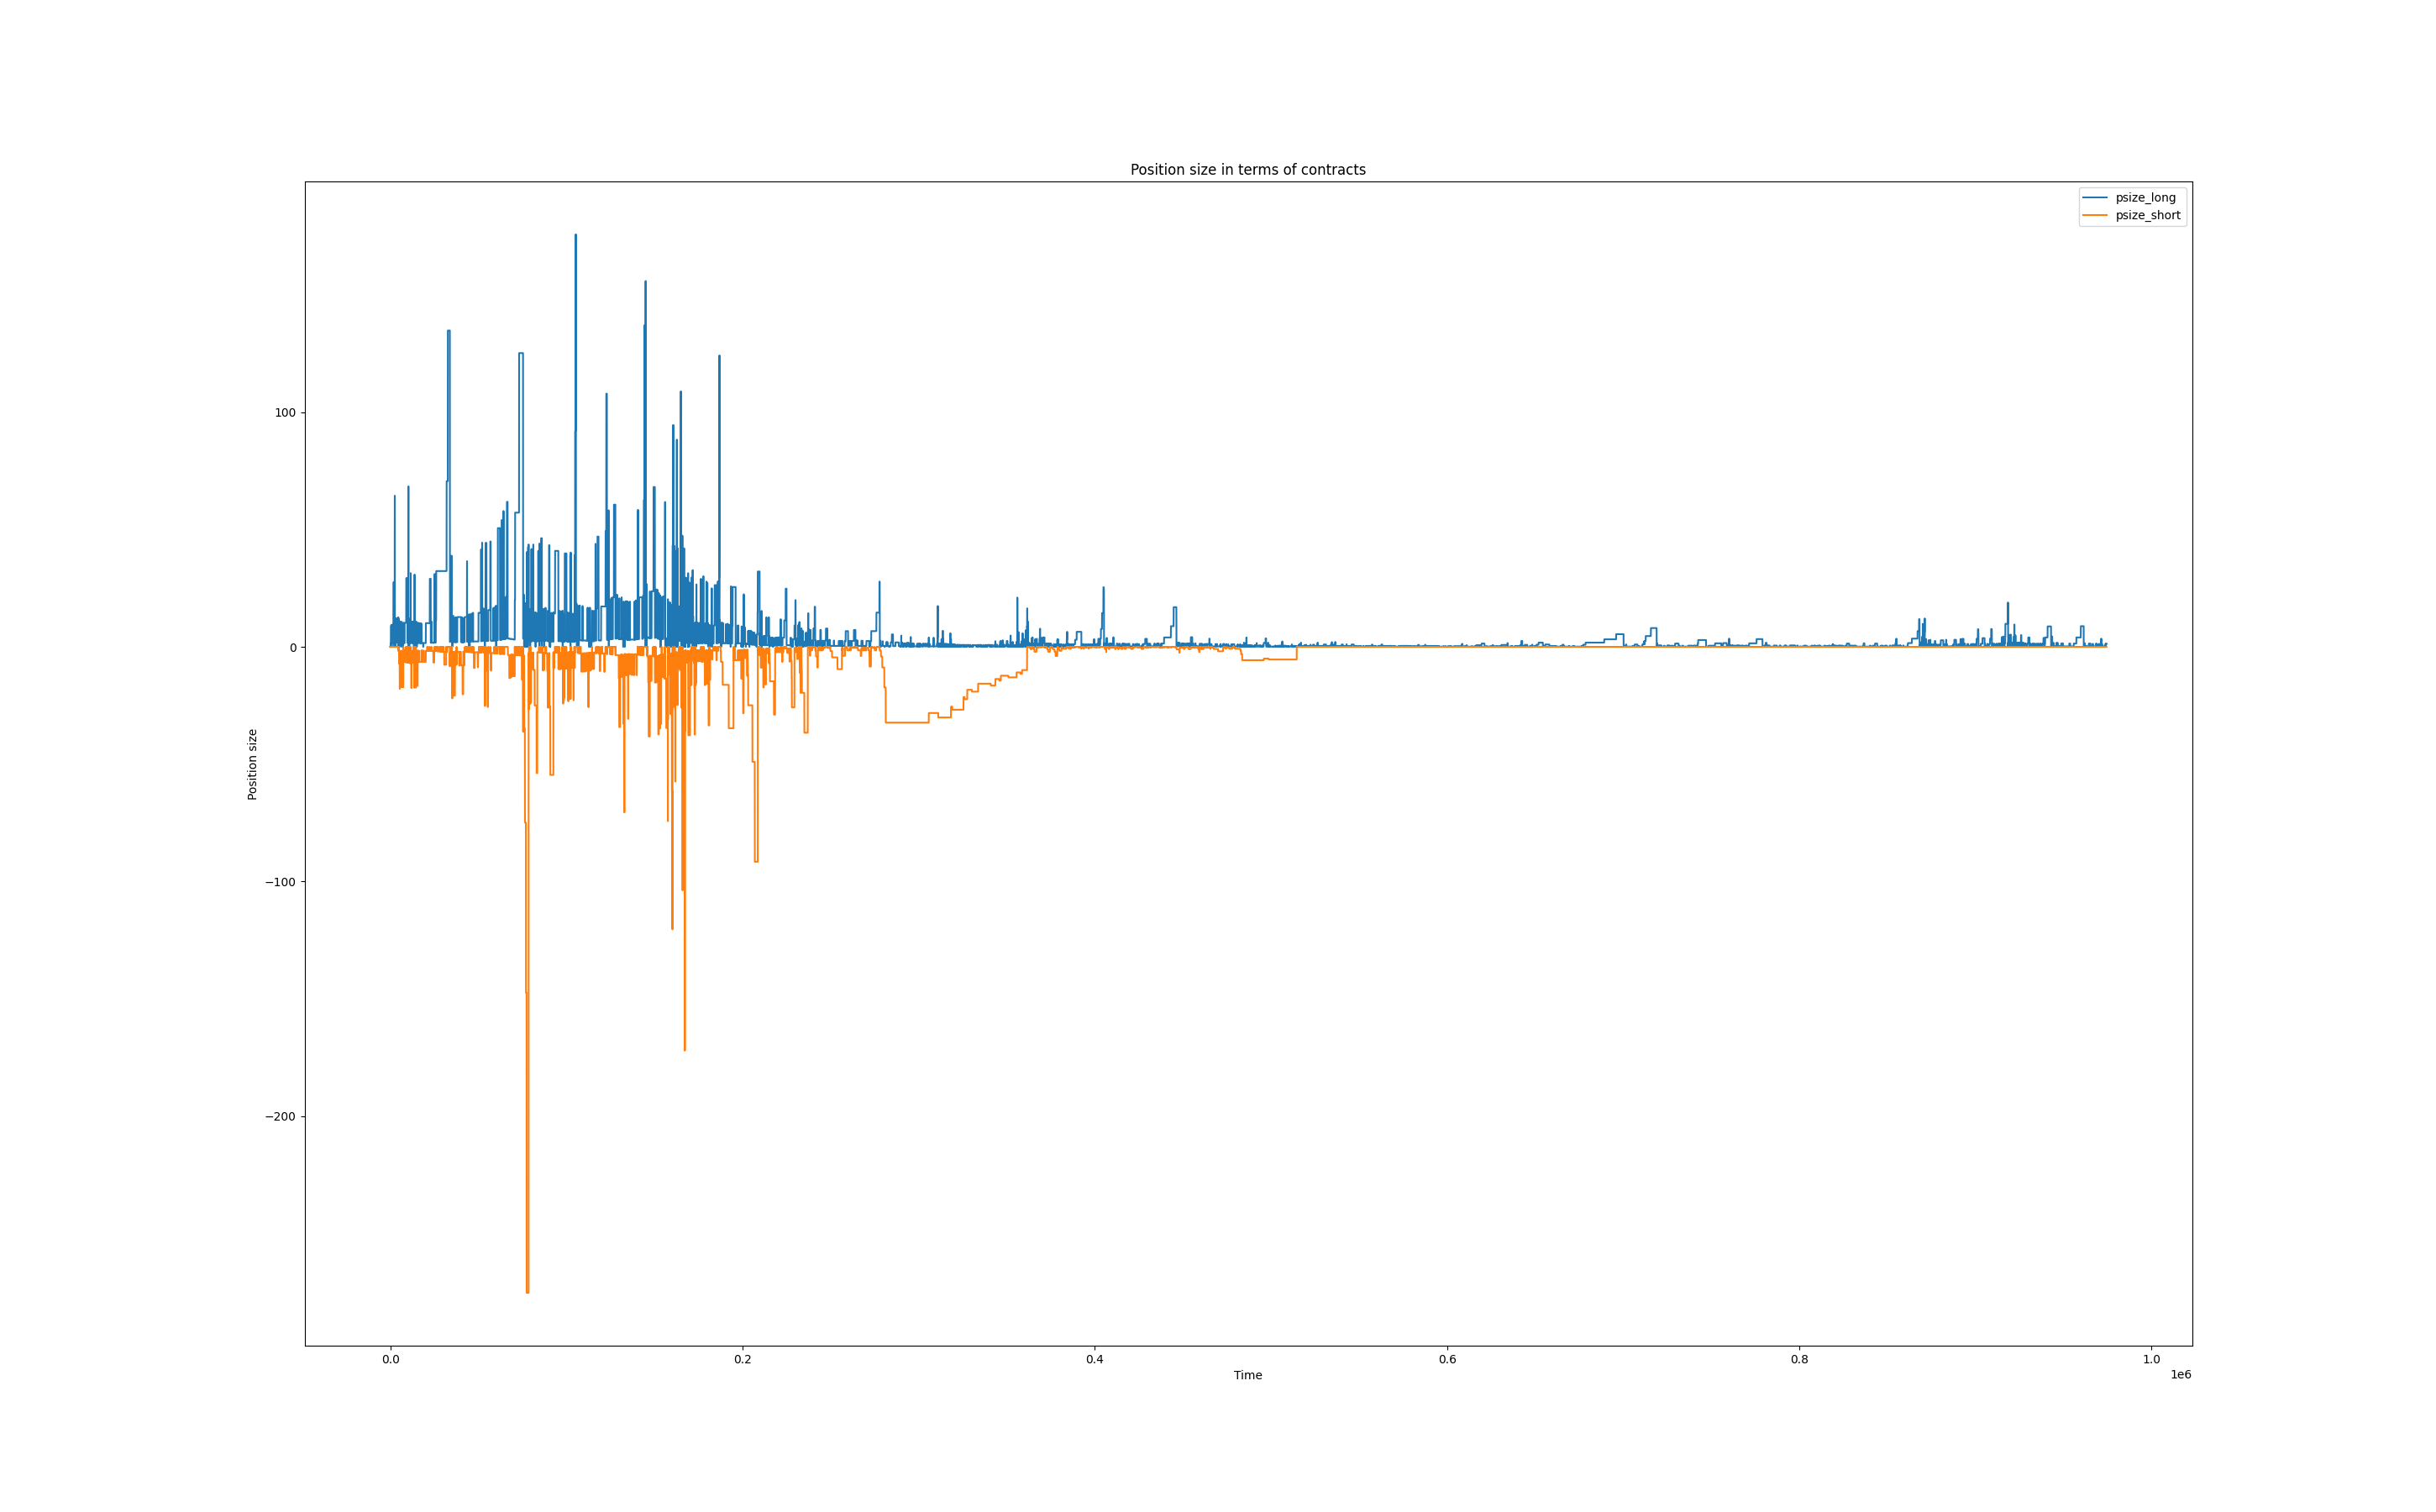 Position size in terms of contracts
psize_long
psize_short
100
0
−100
−200
Position size
0.0
0.2
0.4
0.6
0.8
1.0
1e6
Time